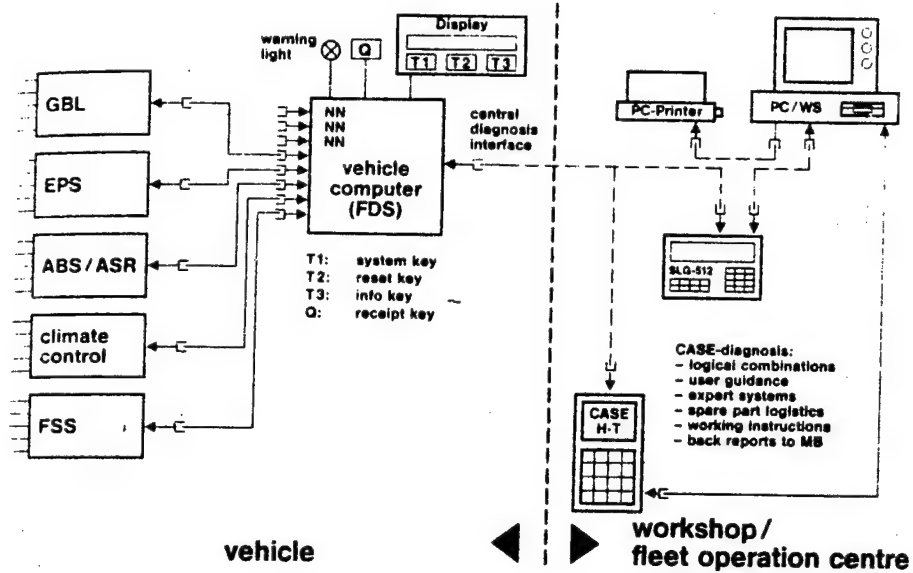 Display
warning
light
Q
T1 T2 T3
GBL
EPS
ABS / ASR
climate
control
FSS
NN
NN
NN
vehicle
computer
(FDS)
central
diagnosis
interface
T1: system key
T2: reset key
T3: info key
Q: receipt key
PC-Printer
PC/WS
SLG-512
CASE
H-T
CASE-diagnosis:
- logical combinations
- user guidance
- expert systems
- spare part logistics
- working instructions
- back reports to MB
vehicle
workshop/
fleet operation centre